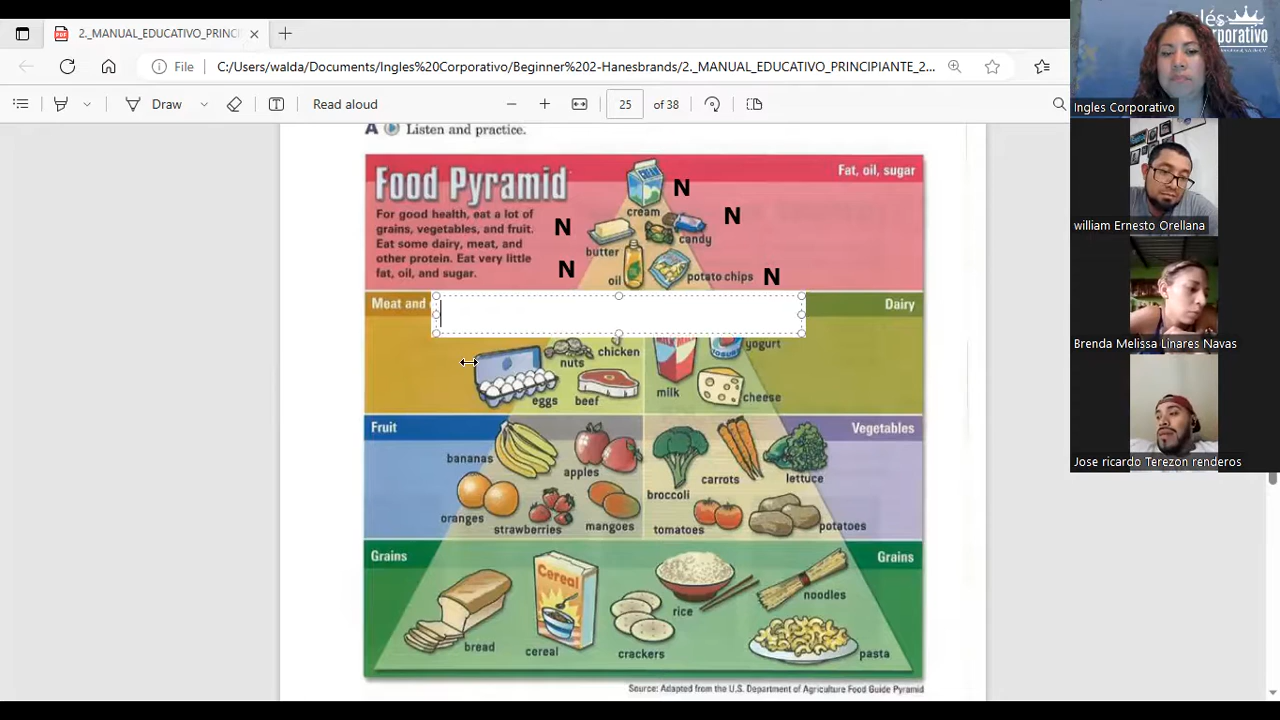 2._MANUAL_EDUCATIVO_PRINCI
File
C:/Users/walda/Documents/Ingles%20Corporativo/Beginner%202-Hanesbrands/2._MANUAL_EDUCATIVO_PRINCIPIANTE_2...
Draw
Read aloud
25
of 38
A Listen and practice.
Food Pyramid
Fat, oil, sugar
For good health, eat a lot of
grains, vegetables, and fruit.
Eat some dairy, meat, and
other protein. Eat very little
fat, oil, and sugar.
CREAM
N
cream
N
candy
N
butter
N
oil
potato chips
N
Meat and
Dairy
nuts
chicken
yogurt
YOGURT
eggs
beef
milk
cheese
Fruit
Vegetables
bananas
apples
broccoli
carrots
lettuce
oranges
strawberries
mangoes
tomatoes
potatoes
Grains
Grains
Cereal
bread
cereal
crackers
rice
noodles
pasta
Source: Adapted from the U.S. Department of Agriculture Food Guide Pyramid
Ingles Corporativo
william Ernesto Orellana
Brenda Melissa Linares Navas
Jose ricardo Terezon renderos